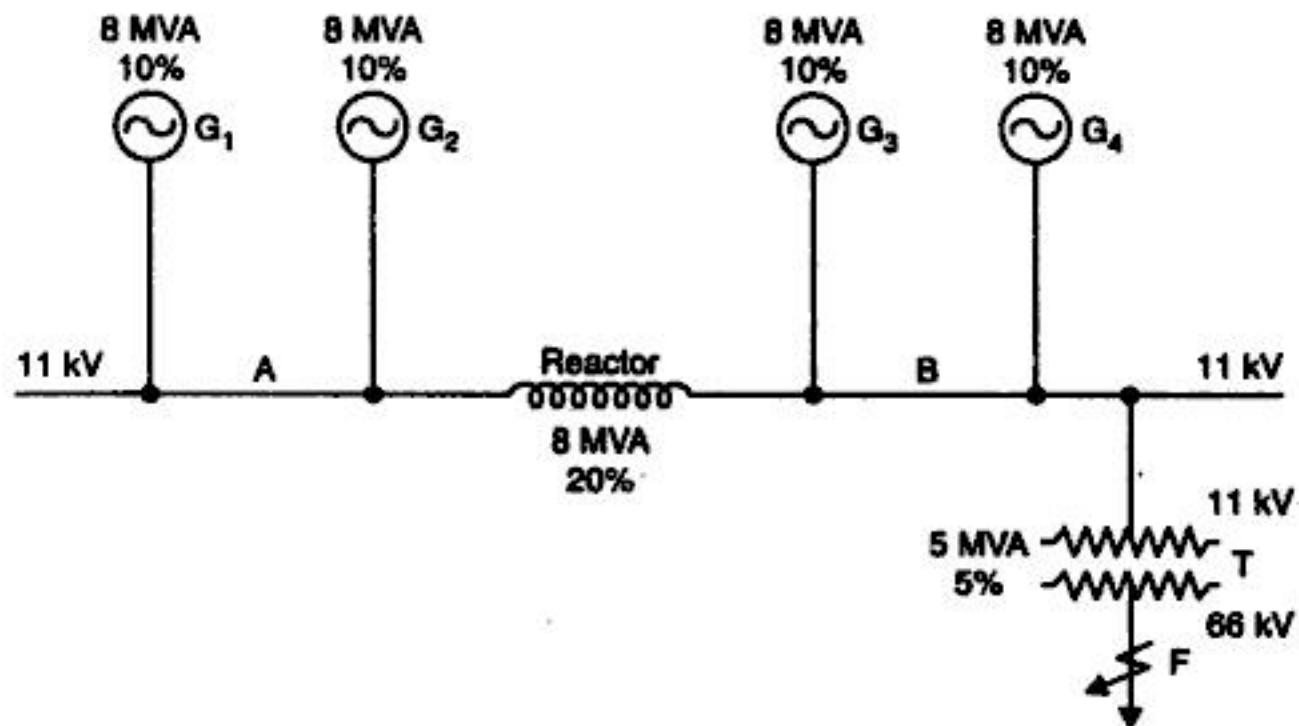 8 MVA 8 MVA 8 MVA 8 MVA
10% 10% 10% 10%
G1 G2 G3 G4
11 kV A Reactor B 11 kV
8 MVA
20%
11 kV
5 MVA T
5%
66 kV
F